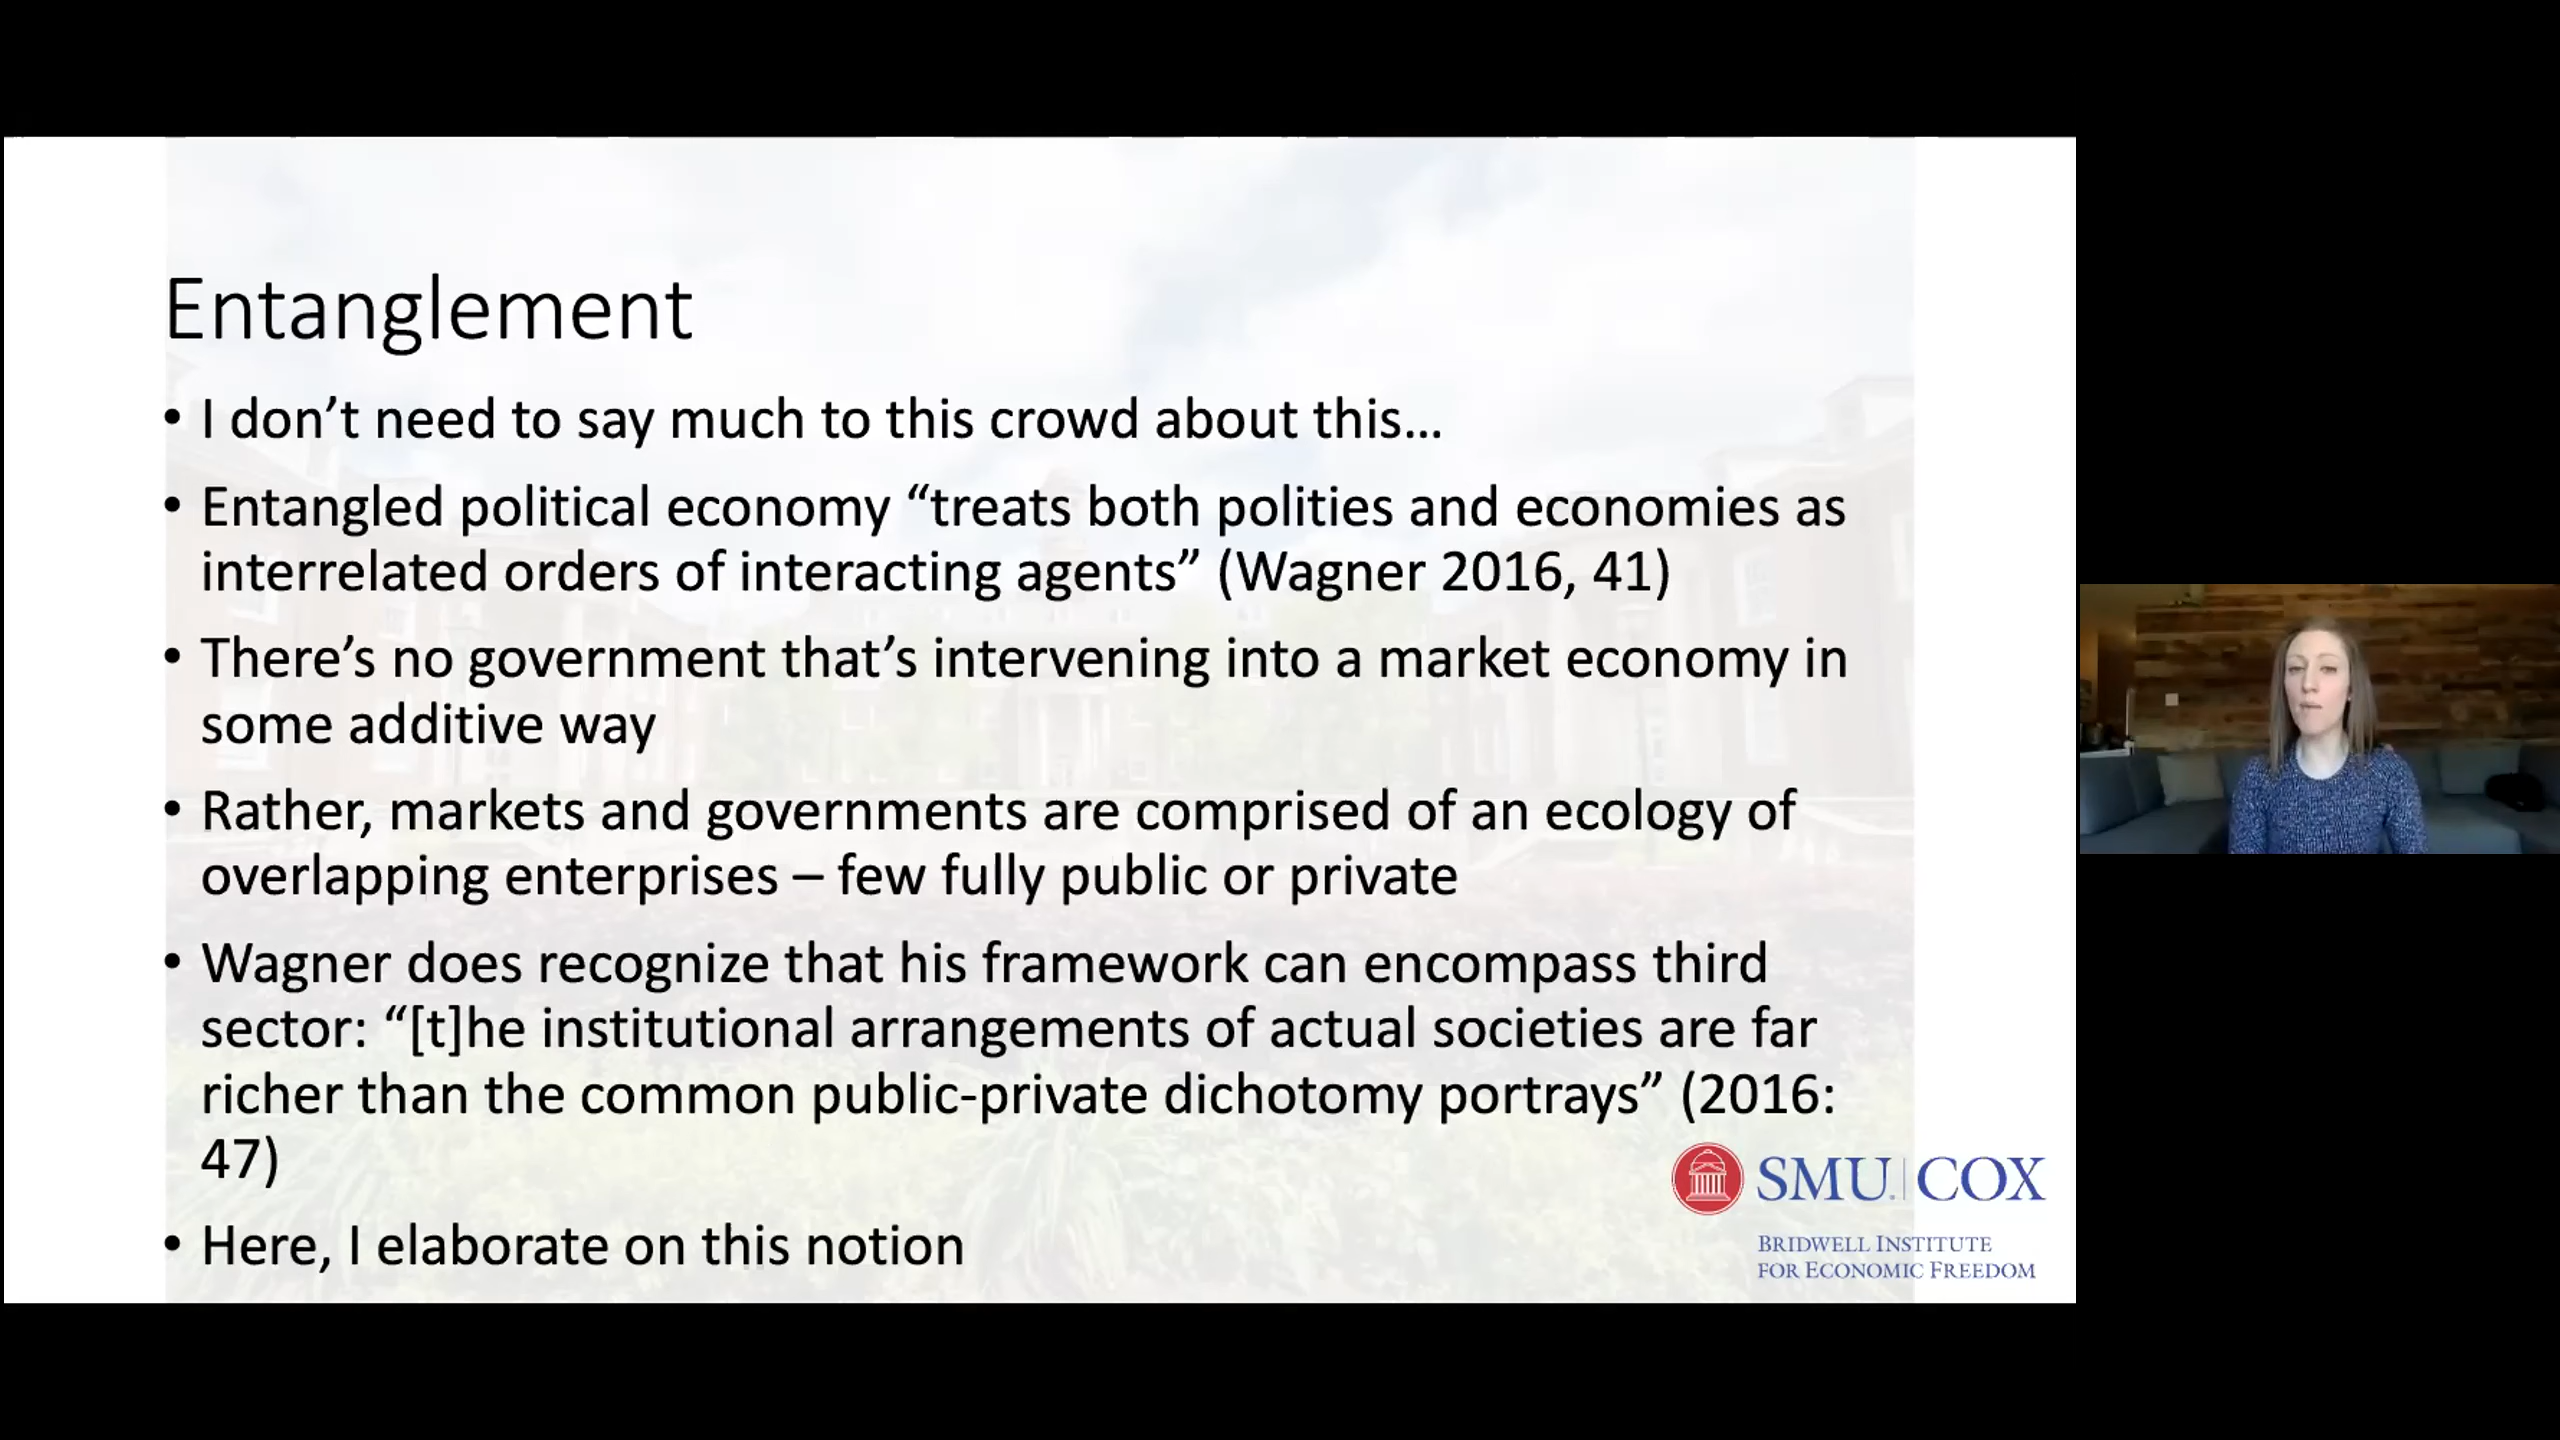 Entanglement
• I don’t need to say much to this crowd about this…
• Entangled political economy “treats both polities and economies as
interrelated orders of interacting agents” (Wagner 2016, 41)
• There’s no government that’s intervening into a market economy in
some additive way
• Rather, markets and governments are comprised of an ecology of
overlapping enterprises – few fully public or private
• Wagner does recognize that his framework can encompass third
sector: “[t]he institutional arrangements of actual societies are far
richer than the common public-private dichotomy portrays” (2016:
47)
• Here, I elaborate on this notion
SMU. | COX
BRIDWELL INSTITUTE
FOR ECONOMIC FREEDOM